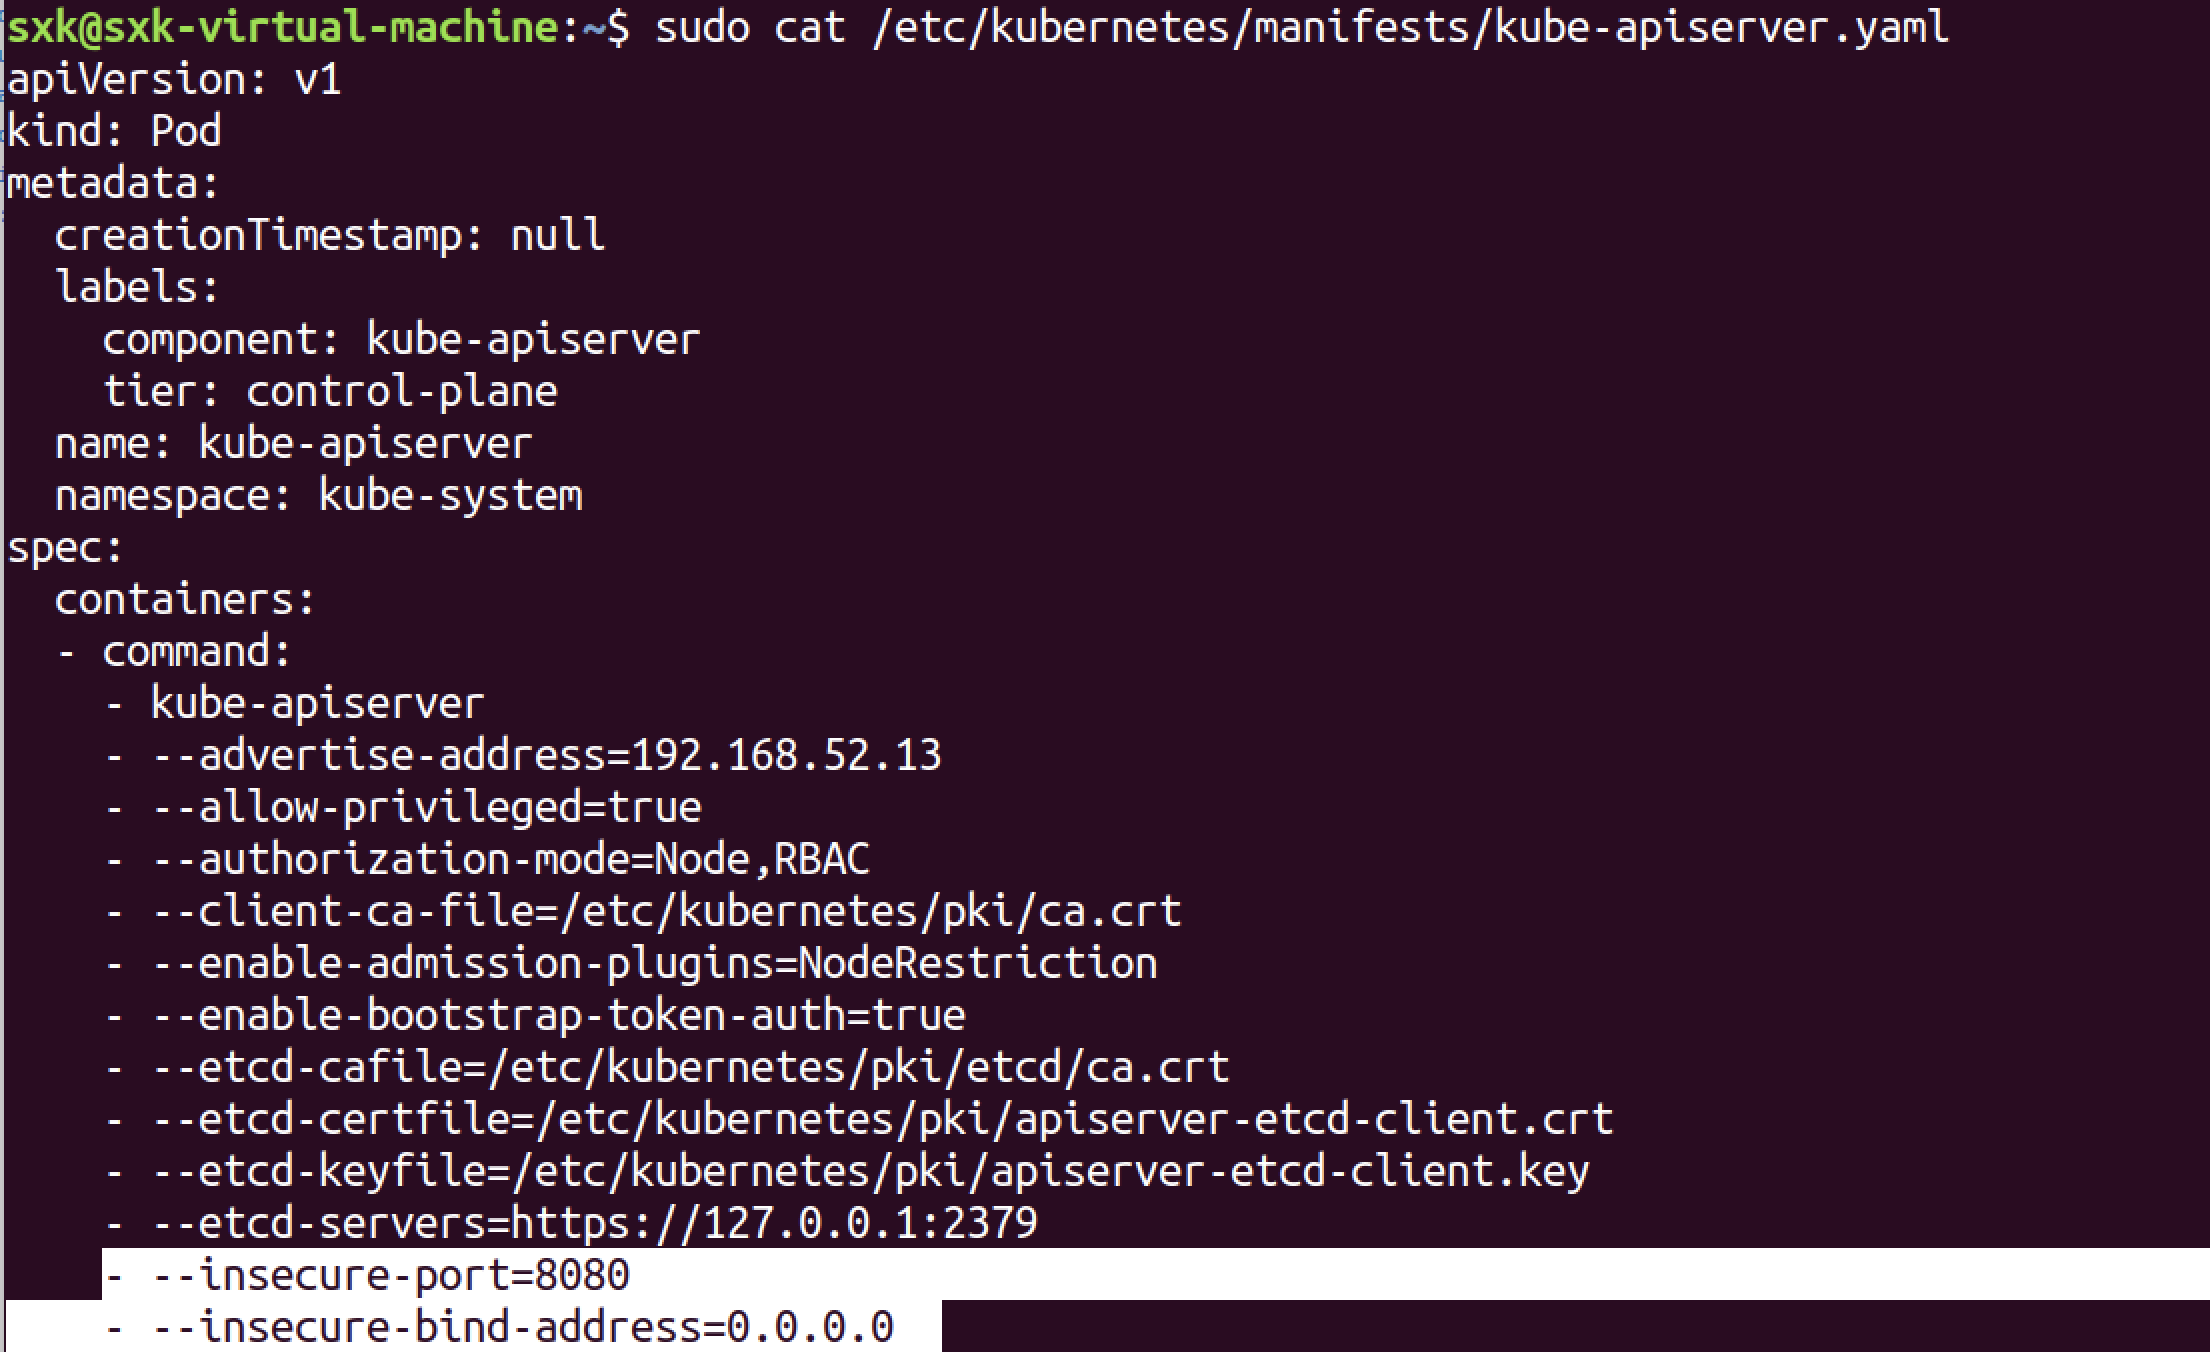 sxk@sxk-virtual-machine:~$ sudo cat /etc/kubernetes/manifests/kube-apiserver.yaml
apiVersion: v1
kind: Pod
metadata:
  creationTimestamp: null
  labels:
    component: kube-apiserver
    tier: control-plane
  name: kube-apiserver
  namespace: kube-system
spec:
  containers:
  - command:
    - kube-apiserver
    - --advertise-address=192.168.52.13
    - --allow-privileged=true
    - --authorization-mode=Node,RBAC
    - --client-ca-file=/etc/kubernetes/pki/ca.crt
    - --enable-admission-plugins=NodeRestriction
    - --enable-bootstrap-token-auth=true
    - --etcd-cafile=/etc/kubernetes/pki/etcd/ca.crt
    - --etcd-certfile=/etc/kubernetes/pki/apiserver-etcd-client.crt
    - --etcd-keyfile=/etc/kubernetes/pki/apiserver-etcd-client.key
    - --etcd-servers=https://127.0.0.1:2379
    - --insecure-port=8080
    - --insecure-bind-address=0.0.0.0